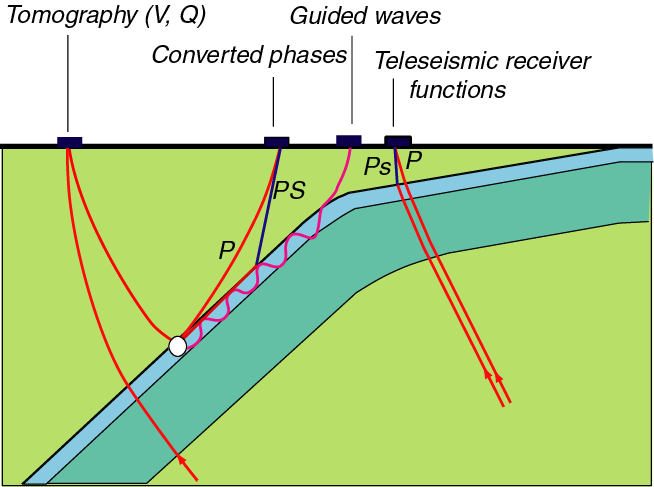 Tomography (V, Q)
Guided waves
Converted phases
Teleseismic receiver
functions
Ps
P
PS
P